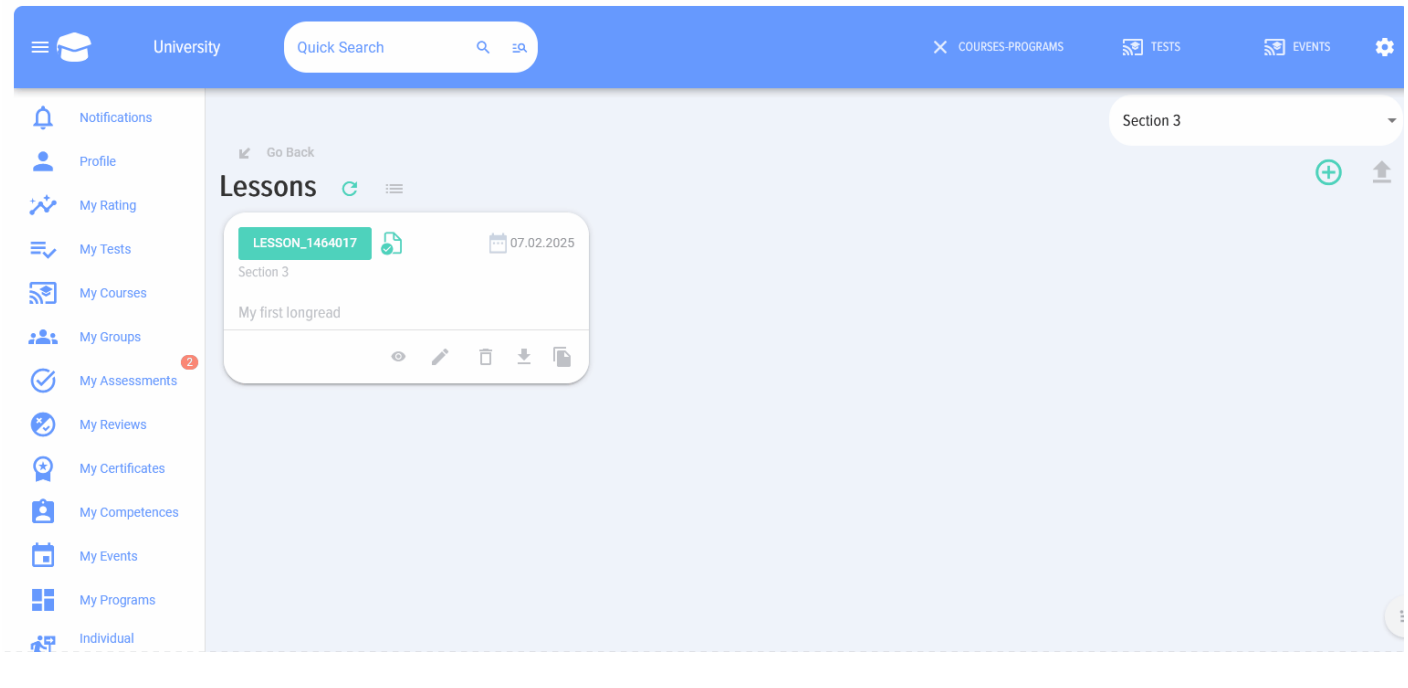 University
Quick Search
COURSES-PROGRAMS
TESTS
EVENTS
Notifications
Profile
My Rating
My Tests
My Courses
My Groups
2
My Assessments
My Reviews
My Certificates
My Competences
My Events
My Programs
Individual
Section 3
Go Back
Lessons
LESSON_1464017
07.02.2025
Section 3
My first longread